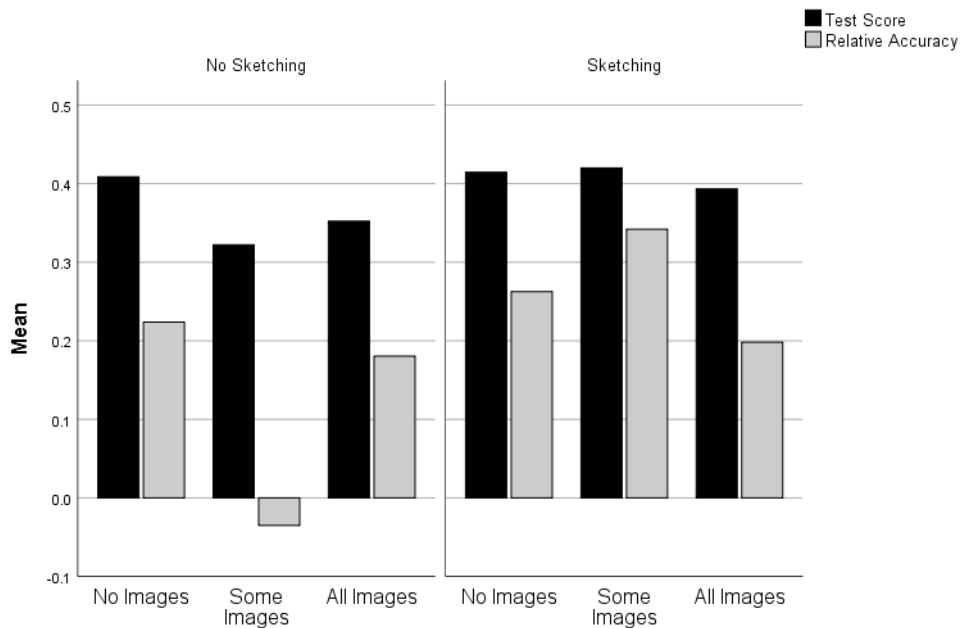 Test Score
Relative Accuracy
No Sketching
Sketching
0.5
0.4
0.3
0.2
0.1
0.0
-0.1
Mean
No Images
Some
Images
All Images
No Images
Some
Images
All Images